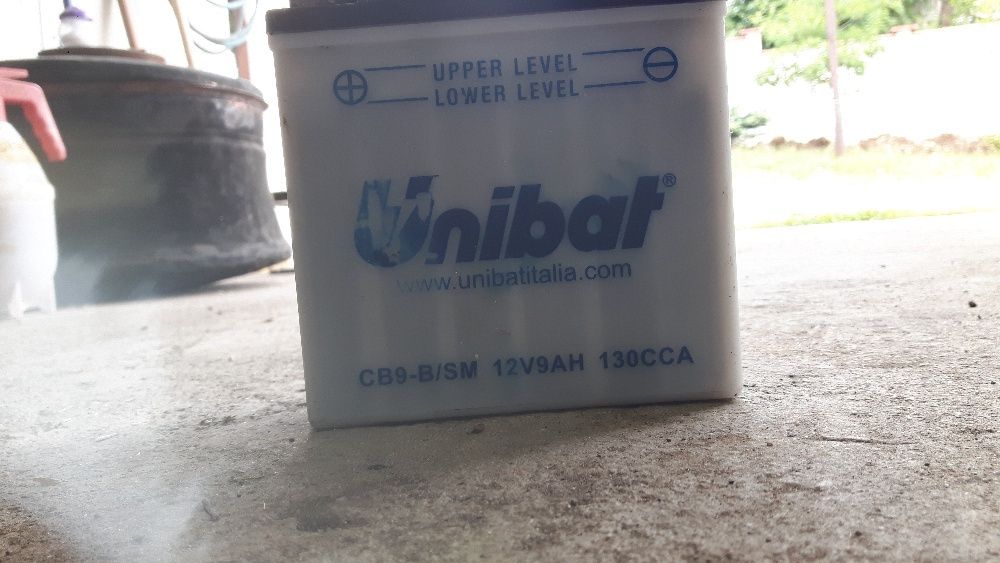 UPPER LEVEL
LOWER LEVEL
Unibat®
www.unibatitalia.com
CB9-B/SM 12V9AH 130CCA